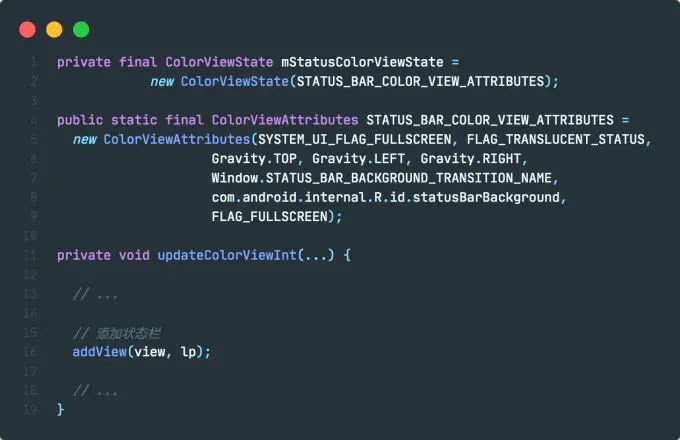 1 private final ColorViewState mStatusColorViewState =
2 new ColorViewState(STATUS_BAR_COLOR_VIEW_ATTRIBUTES);
3
4 public static final ColorViewAttributes STATUS_BAR_COLOR_VIEW_ATTRIBUTES =
5 new ColorViewAttributes(SYSTEM_UI_FLAG_FULLSCREEN, FLAG_TRANSLUCENT_STATUS,
6 Gravity.TOP, Gravity.LEFT, Gravity.RIGHT,
7 Window.STATUS_BAR_BACKGROUND_TRANSITION_NAME,
8 com.android.internal.R.id.statusBarBackground,
9 FLAG_FULLSCREEN);
10
11 private void updateColorViewInt(...) {
12
13 // ...
14
15 // 添加状态栏
16 addView(view, lp);
17
18 // ...
19 }